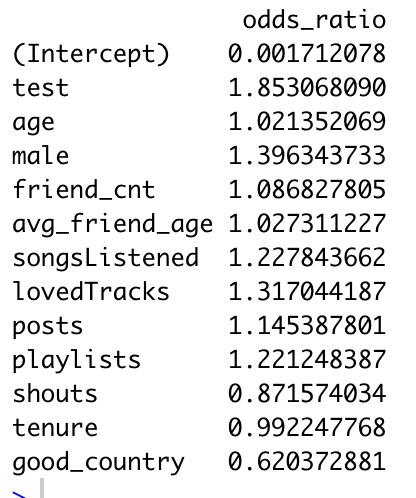 odds_ratio
(Intercept) 0.001712078
test 1.853068090
age 1.021352069
male 1.396343733
friend_cnt 1.086827805
avg_friend_age 1.027311227
songsListened 1.227843662
lovedTracks 1.317044187
posts 1.145387801
playlists 1.221248387
shouts 0.871574034
tenure 0.992247768
good_country 0.620372881
>